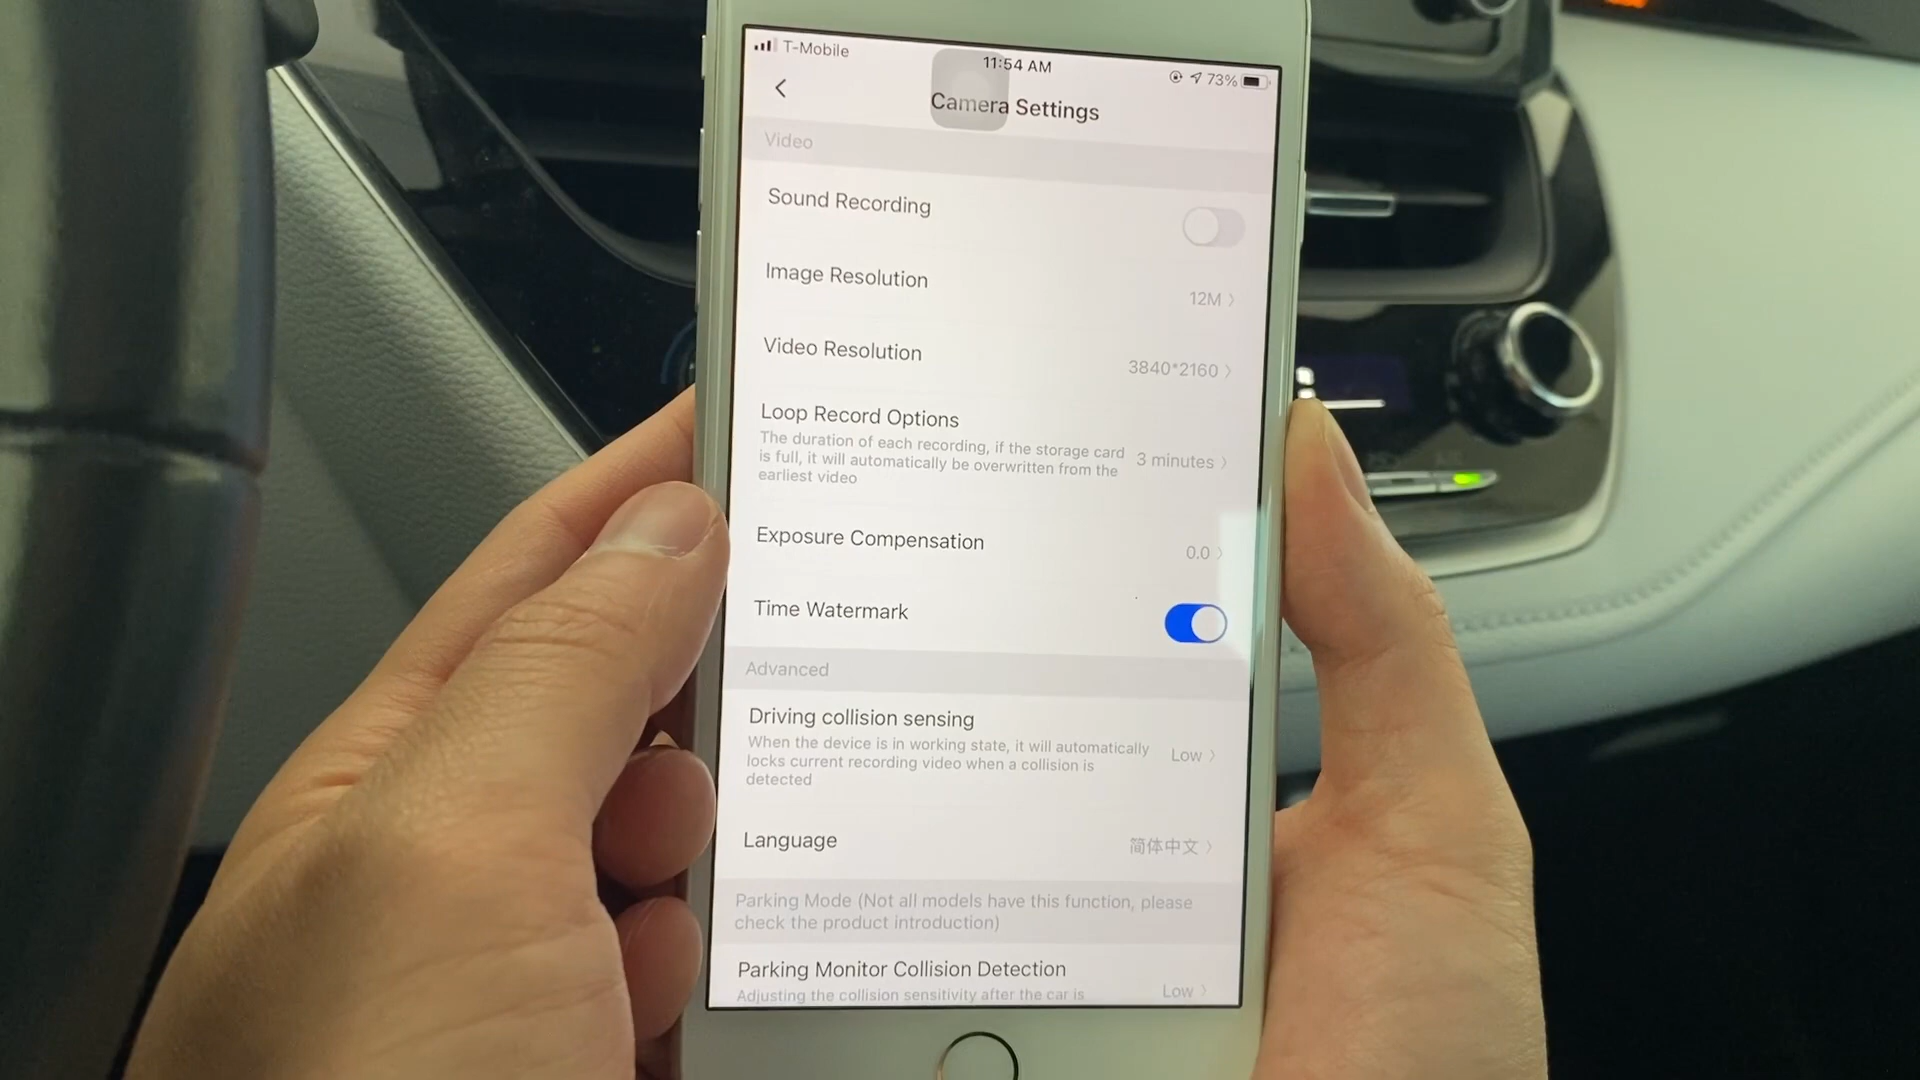 T-Mobile
11:54 AM
73%
Camera Settings
Video
Sound Recording
Image Resolution
12M
Video Resolution
3840*2160
Loop Record Options
The duration of each recording, if the storage card
is full, it will automatically be overwritten from the
earliest video
3 minutes
Exposure Compensation
0.0
Time Watermark
Advanced
Driving collision sensing
When the device is in working state, it will automatically
locks current recording video when a collision is
detected
Low
Language
简体中文
Parking Mode (Not all models have this function, please
check the product introduction)
Parking Monitor Collision Detection
Adjusting the collision sensitivity after the car is
Low